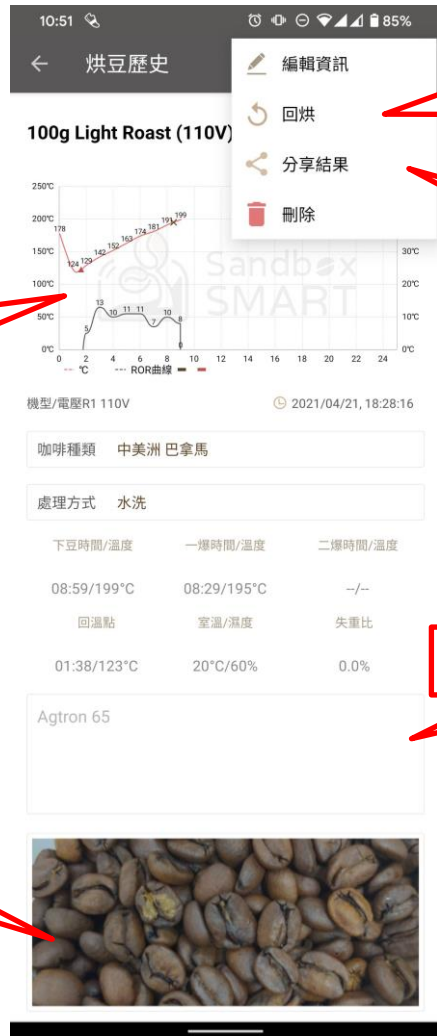 10:51
85%
烘豆歷史
編輯資訊
回烘
分享結果
刪除
100g Light Roast (110V)
250℃
200℃
150℃
100℃
50℃
0℃
30℃
20℃
10℃
0℃
178
124
129
142
152
163
174
181
191
199
5
13
10
11
11
7
10
8
0
Sandbox
SMART
0 2 4 6 8 10 12 14 16 18 20 22 24
℃ ROR曲線
機型/電壓R1 110V
2021/04/21, 18:28:16
咖啡種類 中美洲 巴拿馬
處理方式 水洗
下豆時間/溫度 一爆時間/溫度 二爆時間/溫度
08:59/199°C 08:29/195°C --/--
回溫點 室溫/濕度 失重比
01:38/123°C 20°C/60% 0.0%
Agtron 65